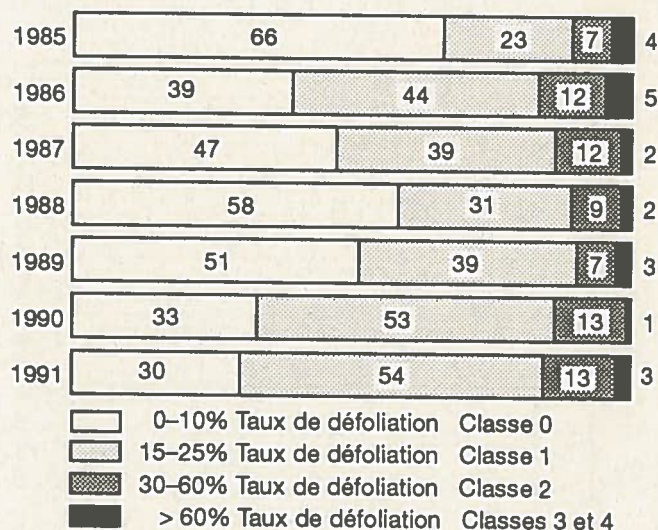 1985 66 23 7 4
1986 39 44 12 5
1987 47 39 12 2
1988 58 31 9 2
1989 51 39 7 3
1990 33 53 13 1
1991 30 54 13 3
0–10% Taux de défoliation Classe 0
15–25% Taux de défoliation Classe 1
30–60% Taux de défoliation Classe 2
> 60% Taux de défoliation Classes 3 et 4